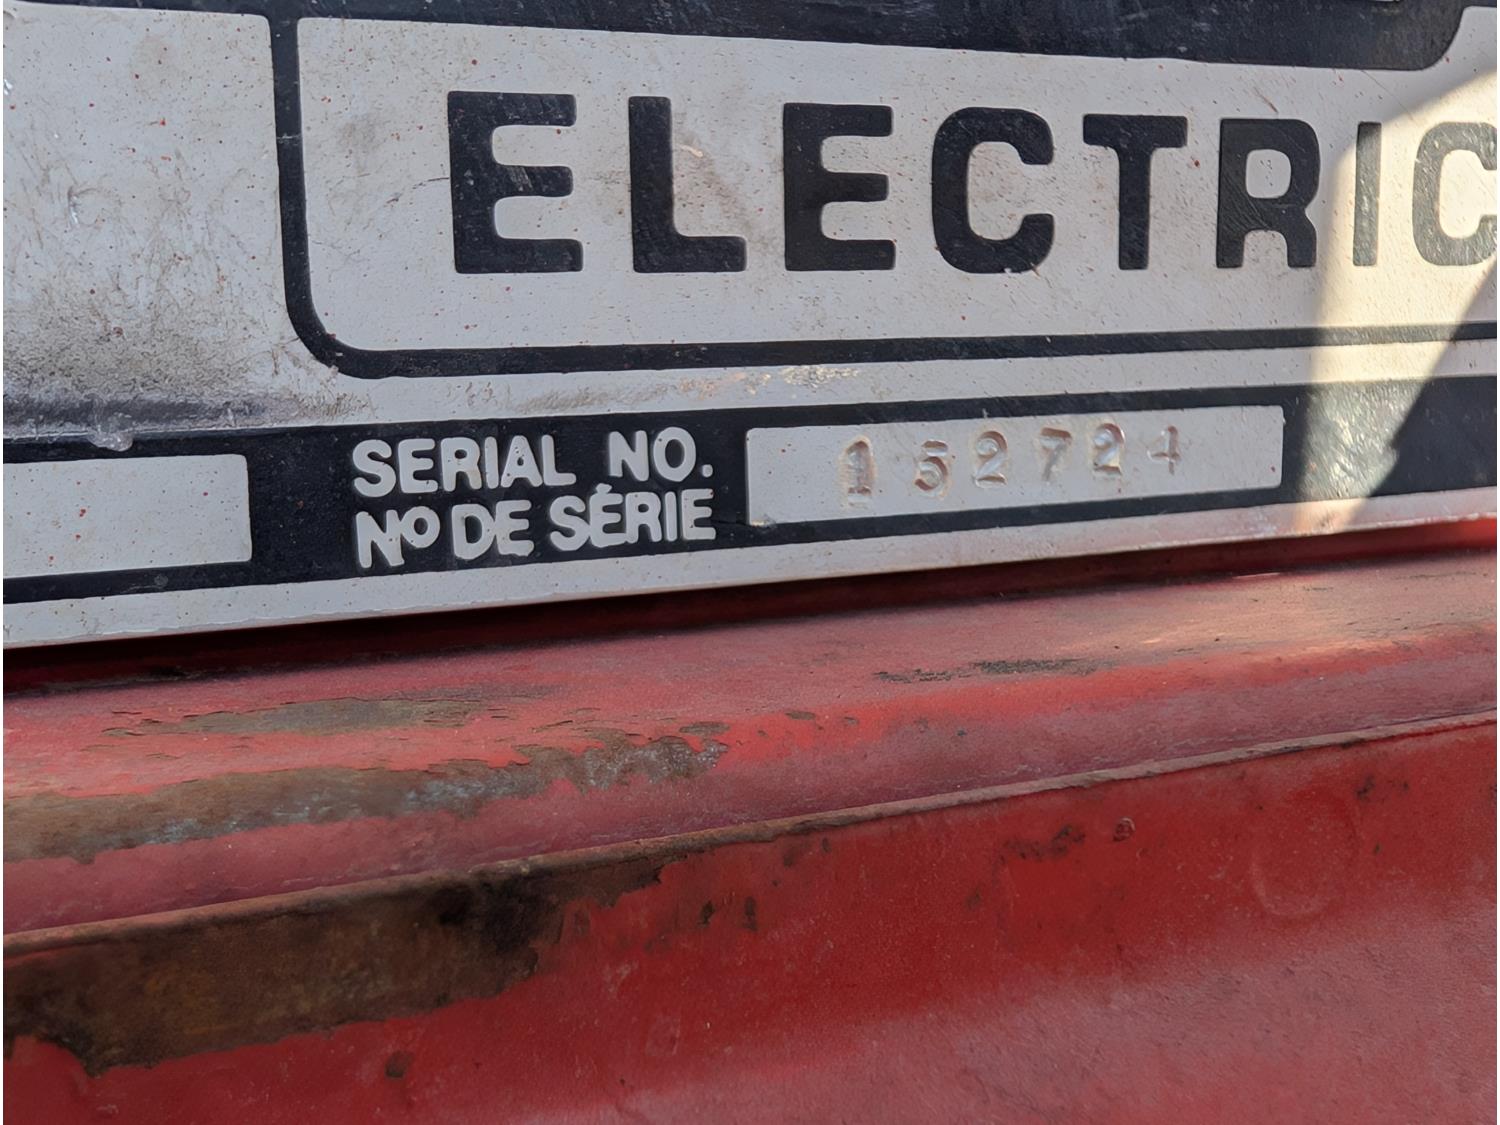 ELECTRIC
SERIAL NO. 152724
NO DE SÉRIE